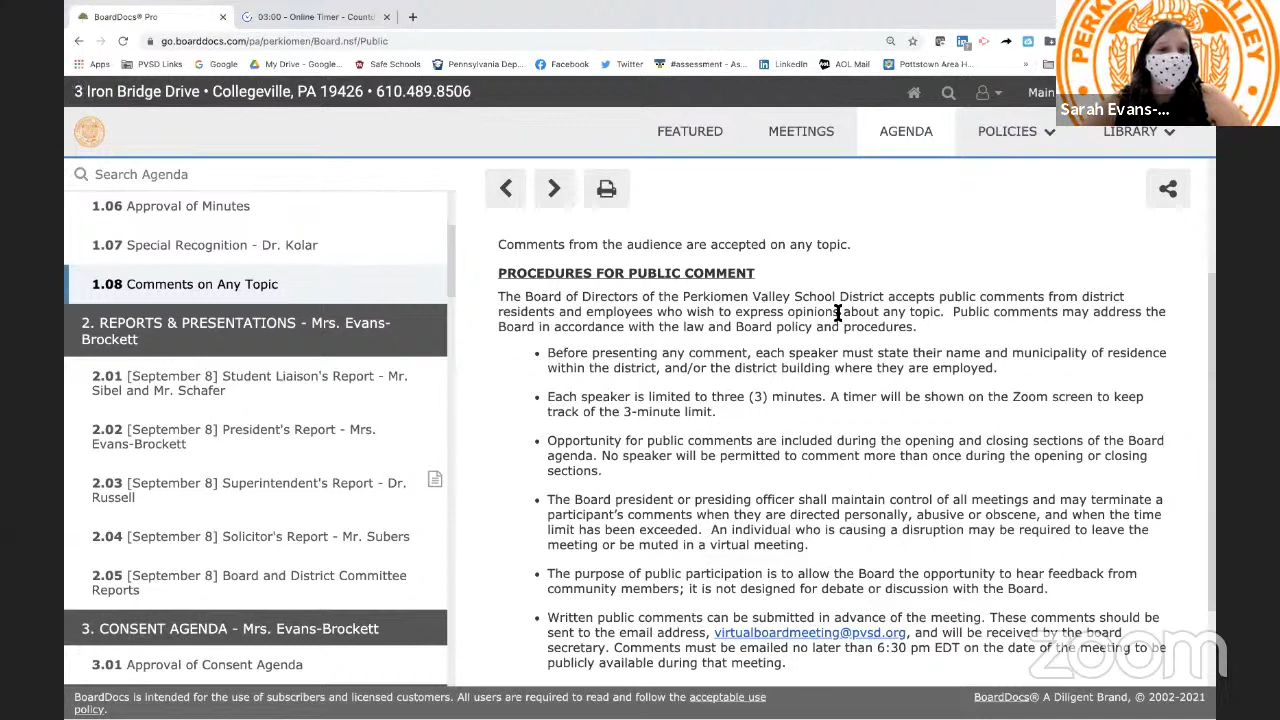 BoardDocs® Pro
03:00 - Online Timer - Count
go.boarddocs.com/pa/perkiomen/Board.nsf/Public
Apps PVSD Links Google My Drive - Google... Safe Schools Pennsylvania Dep... Facebook Twitter #assessment - As... LinkedIn AOL Mail Pottstown Area H... »
PERKIOMEN VALLEY
Sarah Evans-...
3 Iron Bridge Drive • Collegeville, PA 19426 • 610.489.8506
Main
FEATURED MEETINGS AGENDA POLICIES LIBRARY
Search Agenda
1.06 Approval of Minutes
1.07 Special Recognition - Dr. Kolar
1.08 Comments on Any Topic
2. REPORTS & PRESENTATIONS - Mrs. Evans-
Brockett
2.01 [September 8] Student Liaison's Report - Mr.
Sibel and Mr. Schafer
2.02 [September 8] President's Report - Mrs.
Evans-Brockett
2.03 [September 8] Superintendent's Report - Dr.
Russell
2.04 [September 8] Solicitor's Report - Mr. Subers
2.05 [September 8] Board and District Committee
Reports
3. CONSENT AGENDA - Mrs. Evans-Brockett
3.01 Approval of Consent Agenda
Comments from the audience are accepted on any topic.
PROCEDURES FOR PUBLIC COMMENT
The Board of Directors of the Perkiomen Valley School District accepts public comments from district
residents and employees who wish to express opinions about any topic.  Public comments may address the
Board in accordance with the law and Board policy and procedures.
• Before presenting any comment, each speaker must state their name and municipality of residence
within the district, and/or the district building where they are employed.
• Each speaker is limited to three (3) minutes. A timer will be shown on the Zoom screen to keep
track of the 3-minute limit.
• Opportunity for public comments are included during the opening and closing sections of the Board
agenda. No speaker will be permitted to comment more than once during the opening or closing
sections.
• The Board president or presiding officer shall maintain control of all meetings and may terminate a
participant's comments when they are directed personally, abusive or obscene, and when the time
limit has been exceeded.  An individual who is causing a disruption may be required to leave the
meeting or be muted in a virtual meeting.
• The purpose of public participation is to allow the Board the opportunity to hear feedback from
community members; it is not designed for debate or discussion with the Board.
• Written public comments can be submitted in advance of the meeting. These comments should be
sent to the email address, virtualboardmeeting@pvsd.org, and will be received by the board
secretary. Comments must be emailed no later than 6:30 pm EDT on the date of the meeting to be
publicly available during that meeting.
zoom
BoardDocs is intended for the use of subscribers and licensed customers. All users are required to read and follow the acceptable use
policy.
BoardDocs® A Diligent Brand, © 2002-2021